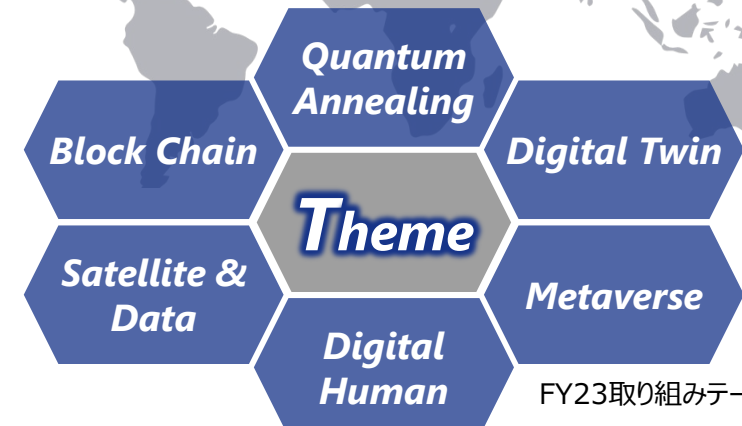 Quantum
Annealing
Block Chain
Digital Twin
Theme
Satellite &
Data
Metaverse
Digital
Human
FY23取り組みテー